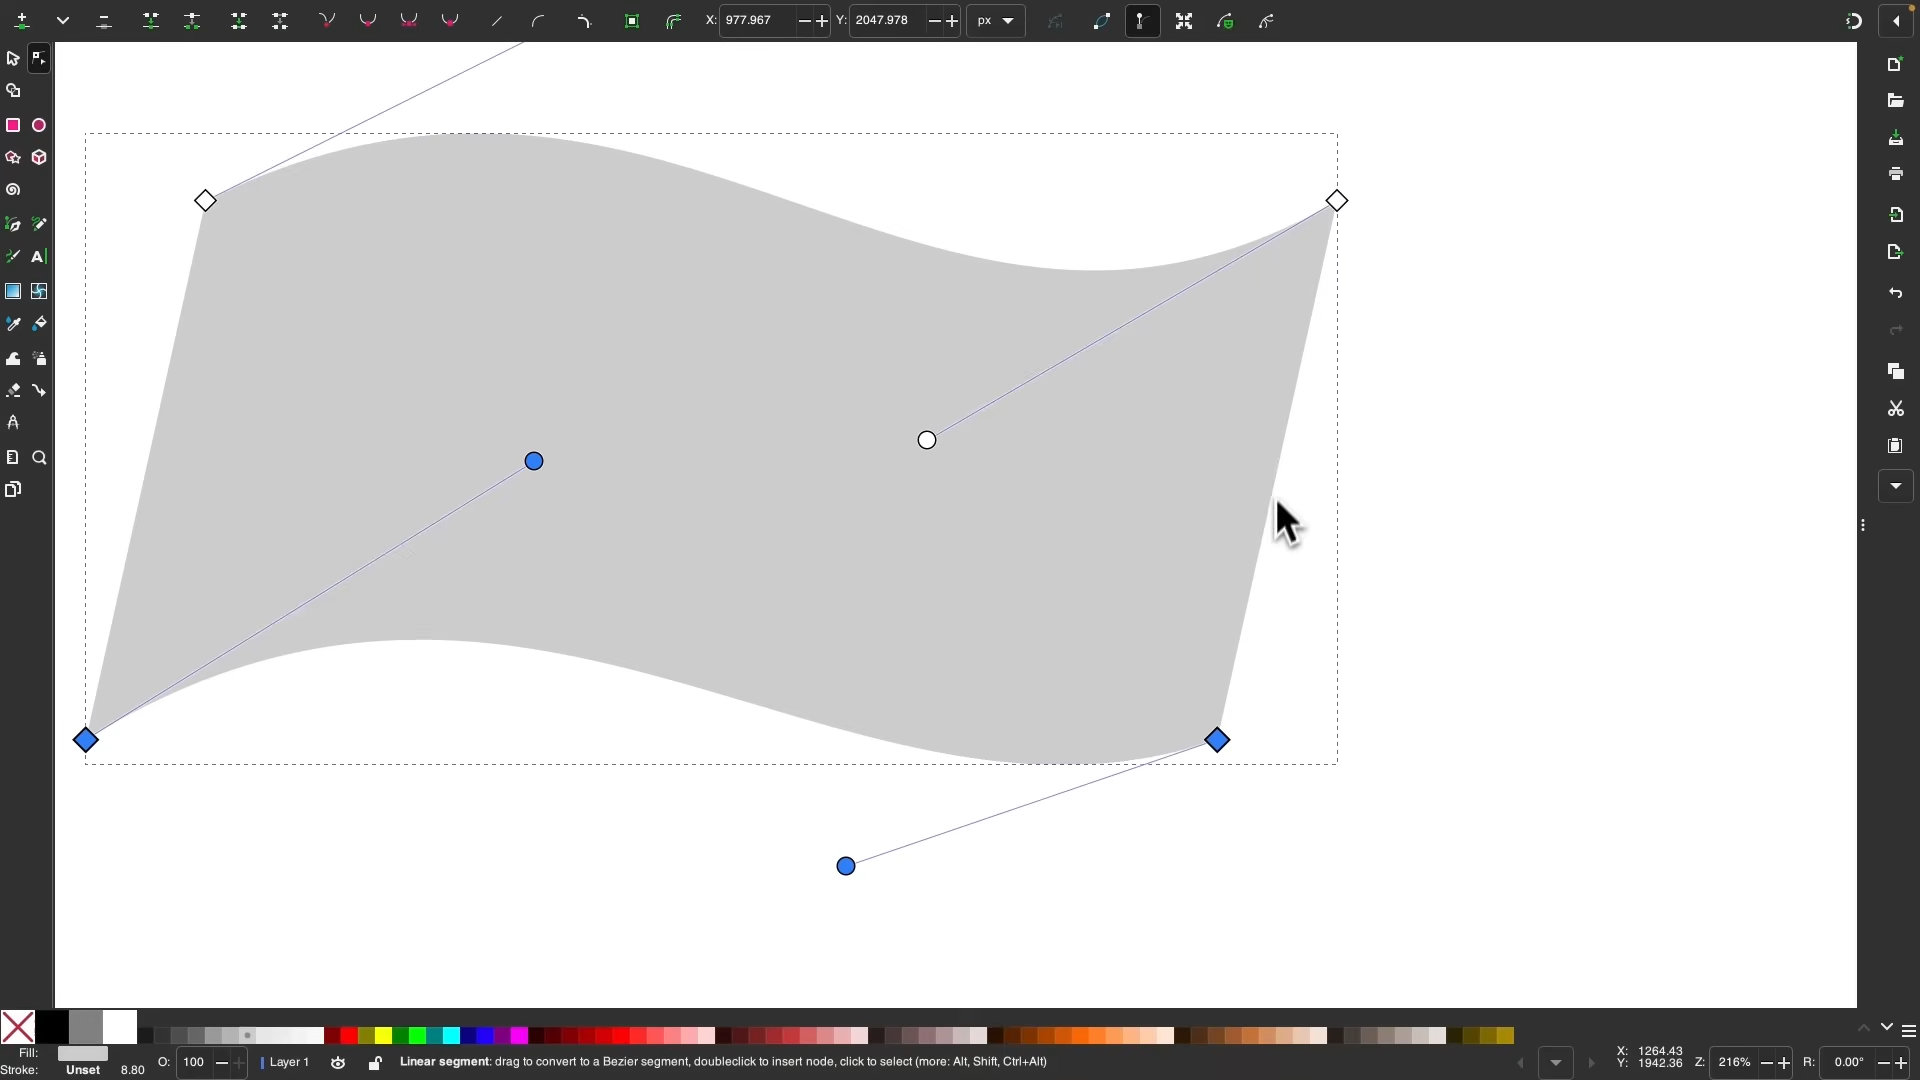 X: 977.967
Y: 2047.978
px
A
Fill:
Stroke: Unset 8.80
O: 100
Layer 1
Linear segment: drag to convert to a Bezier segment, doubleclick to insert node, click to select (more: Alt, Shift, Ctrl+Alt)
X: 1264.43
Y: 1942.36
Z: 216%
R: 0.00°